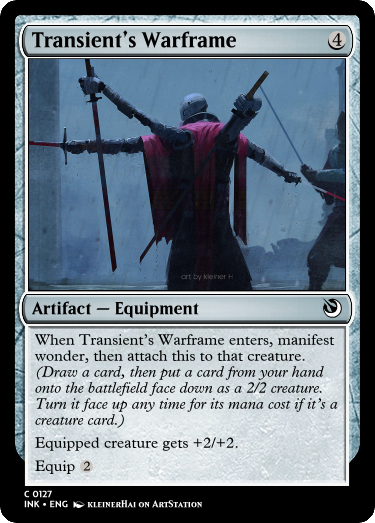 Transient's Warframe 4
art by kleiner H
Artifact — Equipment
When Transient's Warframe enters, manifest
wonder, then attach this to that creature.
(Draw a card, then put a card from your hand
onto the battlefield face down as a 2/2 creature.
Turn it face up any time for its mana cost if it's a
creature card.)
Equipped creature gets +2/+2.
Equip 2
C 0127
INK • ENG KLEINERHAI ON ARTSTATION